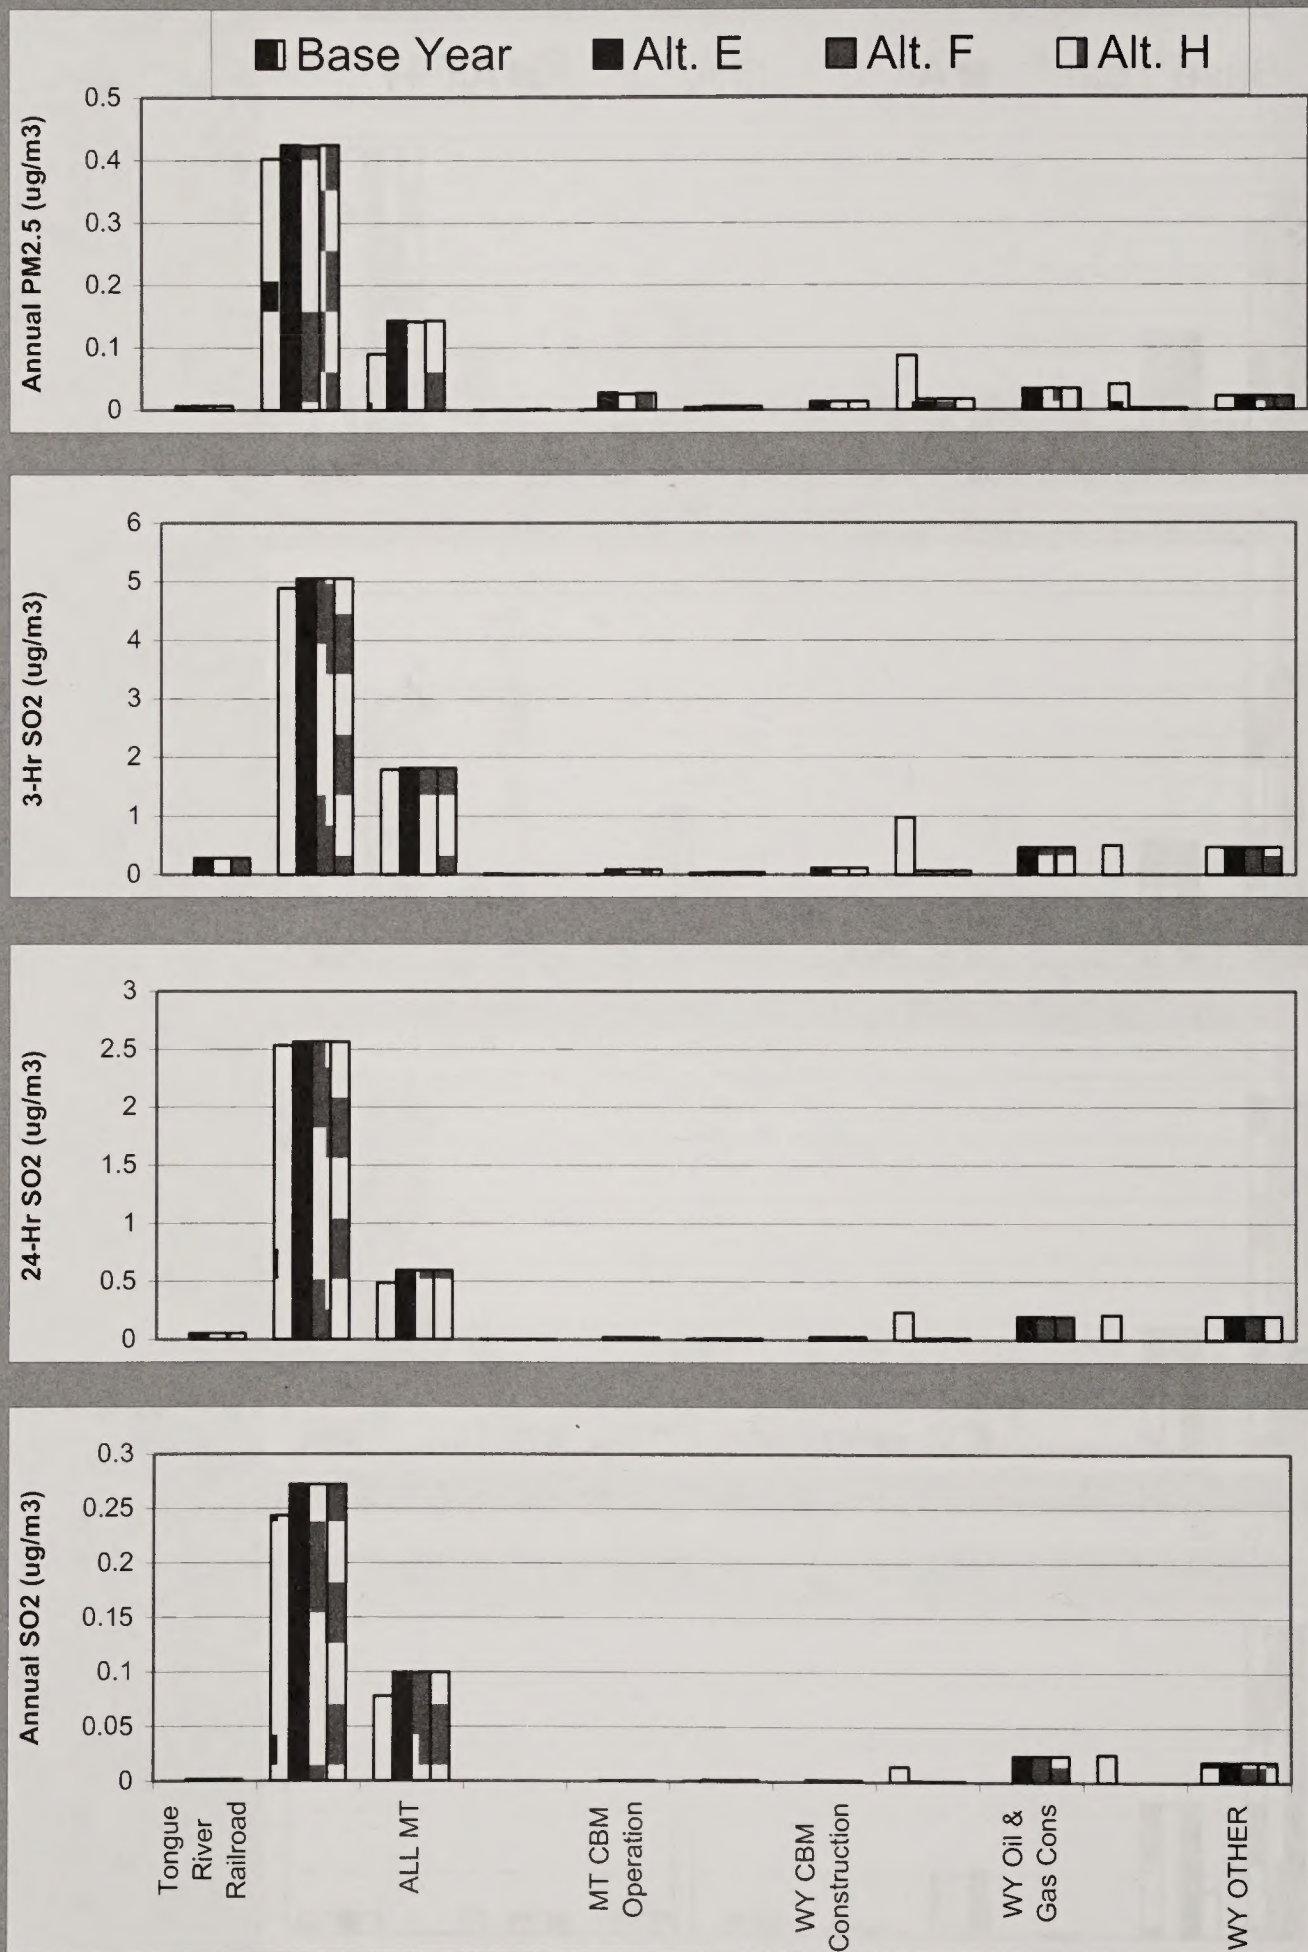 Base Year Alt. E Alt. F Alt. H
Annual PM2.5 (ug/m3)
0.5
0.4
0.3
0.2
0.1
0
3-Hr SO2 (ug/m3)
6
5
4
3
2
1
0
24-Hr SO2 (ug/m3)
3
2.5
2
1.5
1
0.5
0
Annual SO2 (ug/m3)
0.3
0.25
0.2
0.15
0.1
0.05
0
Tongue
River
Railroad
ALL MT
MT CBM
Operation
WY CBM
Construction
WY Oil &
Gas Cons
WY OTHER